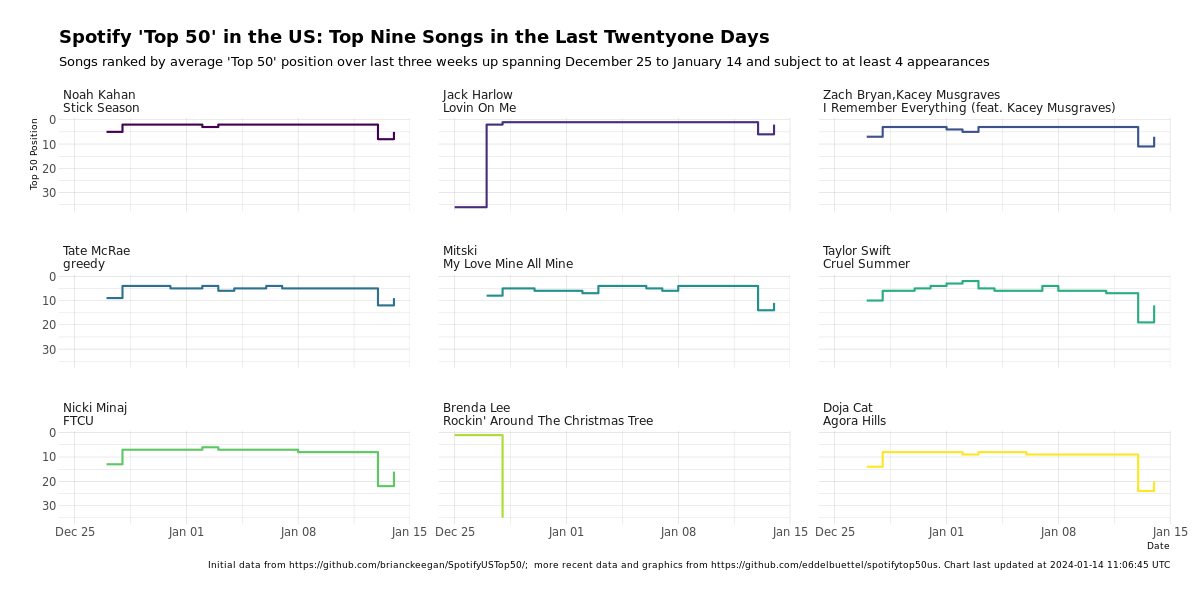 Spotify 'Top 50' in the US: Top Nine Songs in the Last Twentyone Days
Songs ranked by average 'Top 50' position over last three weeks up spanning December 25 to January 14 and subject to at least 4 appearances
Noah Kahan
Stick Season
Jack Harlow
Lovin On Me
Zach Bryan,Kacey Musgraves
I Remember Everything (feat. Kacey Musgraves)
Top 50 Position
0
10
20
30
Tate McRae
greedy
Mitski
My Love Mine All Mine
Taylor Swift
Cruel Summer
0
10
20
30
Nicki Minaj
FTCU
Brenda Lee
Rockin' Around The Christmas Tree
Doja Cat
Agora Hills
0
10
20
30
Dec 25 Jan 01 Jan 08 Jan 15 Dec 25 Jan 01 Jan 08 Jan 15 Dec 25 Jan 01 Jan 08 Jan 15
Date
Initial data from https://github.com/brianckeegan/SpotifyUSTop50/;  more recent data and graphics from https://github.com/eddelbuettel/spotifytop50us. Chart last updated at 2024-01-14 11:06:45 UTC